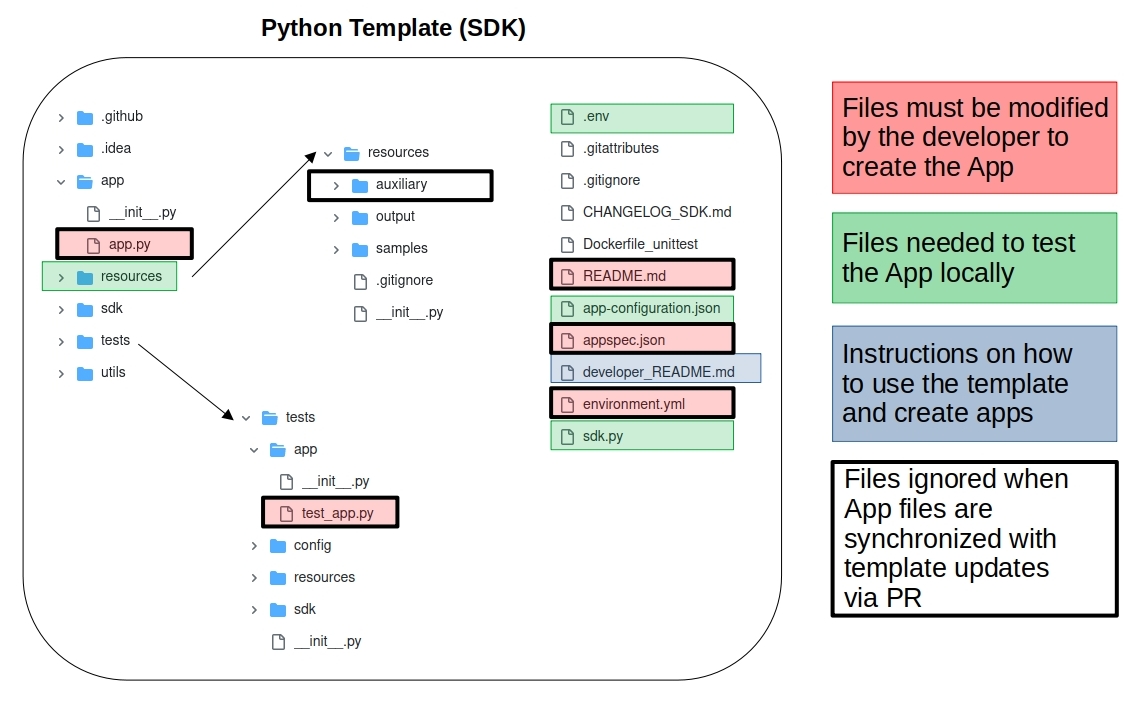 Python Template (SDK)
.github
.idea
app
__init__.py
app.py
resources
sdk
tests
utils
resources
auxiliary
output
samples
.gitignore
__init__.py
tests
app
__init__.py
test_app.py
config
resources
sdk
__init__.py
.env
.gitattributes
.gitignore
CHANGELOG_SDK.md
Dockerfile_unittest
README.md
app-configuration.json
appspec.json
developer_README.md
environment.yml
sdk.py
Files must be modified
by the developer to
create the App
Files needed to test
the App locally
Instructions on how
to use the template
and create apps
Files ignored when
App files are
synchronized with
template updates
via PR